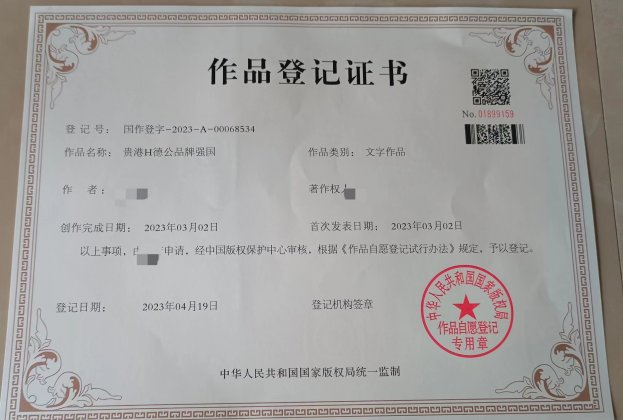 作品登记证书
No.01899159
登记号： 国作登字-2023-A-00068534
作品名称： 贵港H德公品牌强国 作品类别： 文字作品
作 者： 著作权人
创作完成日期： 2023年03月02日 首次发表日期： 2023年03月02日
以上事项，由 申请，经中国版权保护中心审核，根据《作品自愿登记试行办法》规定，予以登记。
登记日期： 2023年04月19日 登记机构签章
中华人民共和国国家版权局
作品自愿登记
专用章
中华人民共和国国家版权局统一监制